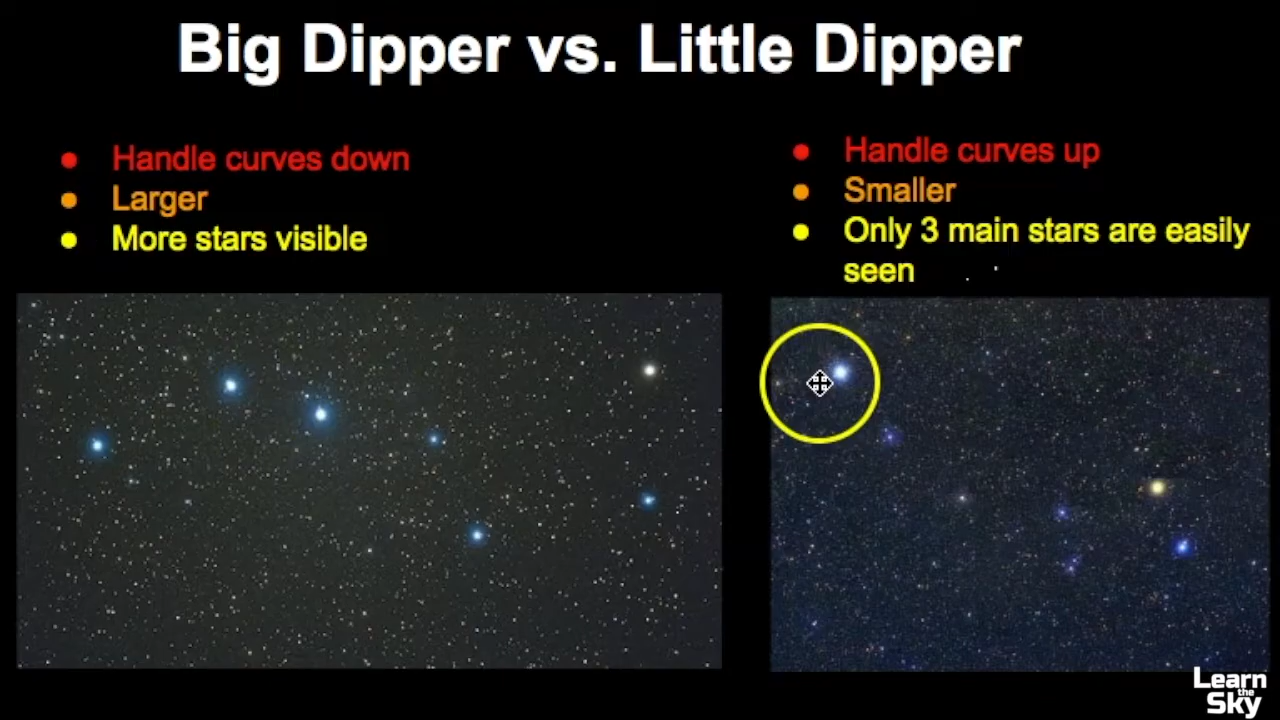 Big Dipper vs. Little Dipper
Handle curves down
Larger
More stars visible
Handle curves up
Smaller
Only 3 main stars are easily
seen
Learn
the
Sky